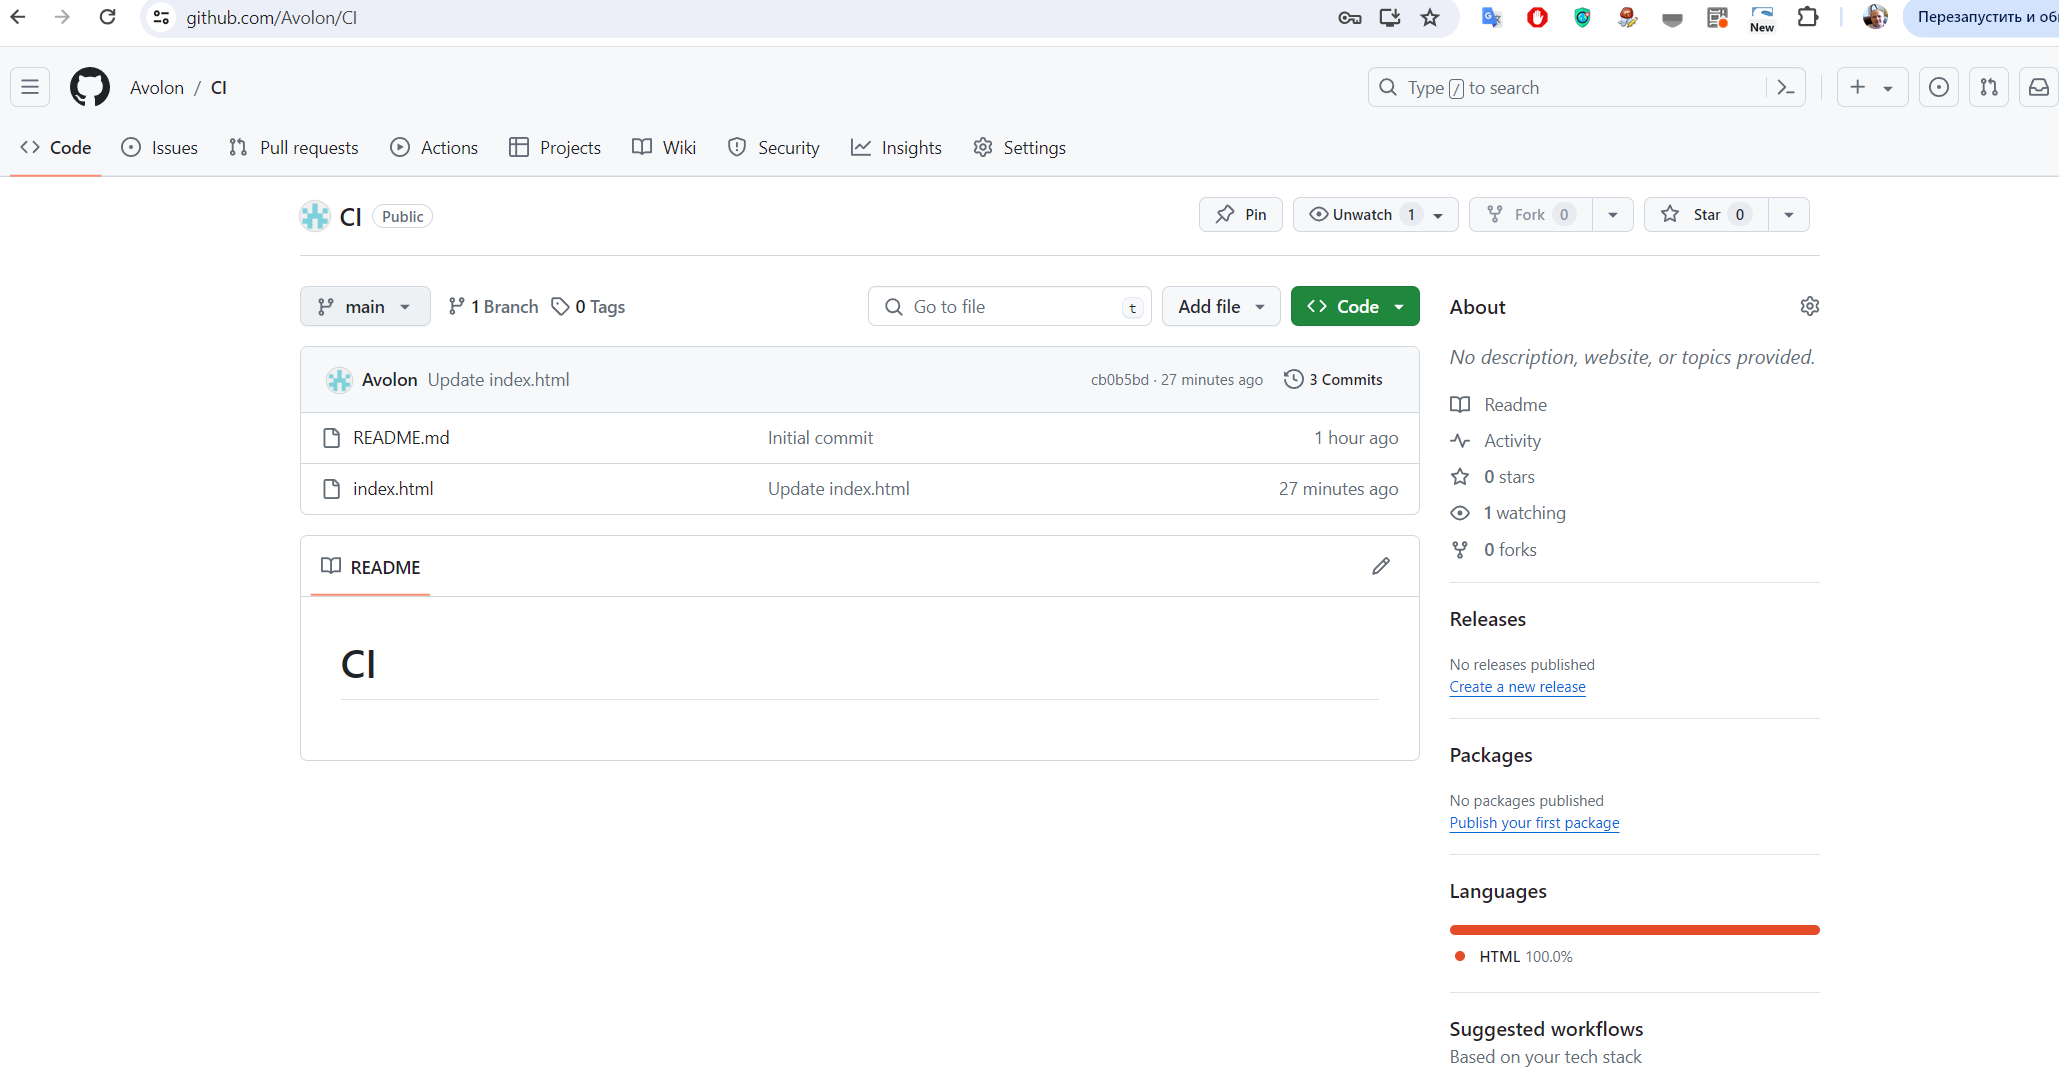 github.com/Avolon/CI
New
Перезапустить и об
Avolon / CI
Type / to search
Code Issues Pull requests Actions Projects Wiki Security Insights Settings
CI Public
Pin Unwatch 1 Fork 0 Star 0
main 1 Branch 0 Tags Go to file t Add file Code
Avolon Update index.html cb0b5bd · 27 minutes ago 3 Commits
README.md Initial commit 1 hour ago
index.html Update index.html 27 minutes ago
README
CI
About
No description, website, or topics provided.
Readme
Activity
0 stars
1 watching
0 forks
Releases
No releases published
Create a new release
Packages
No packages published
Publish your first package
Languages
HTML 100.0%
Suggested workflows
Based on your tech stack